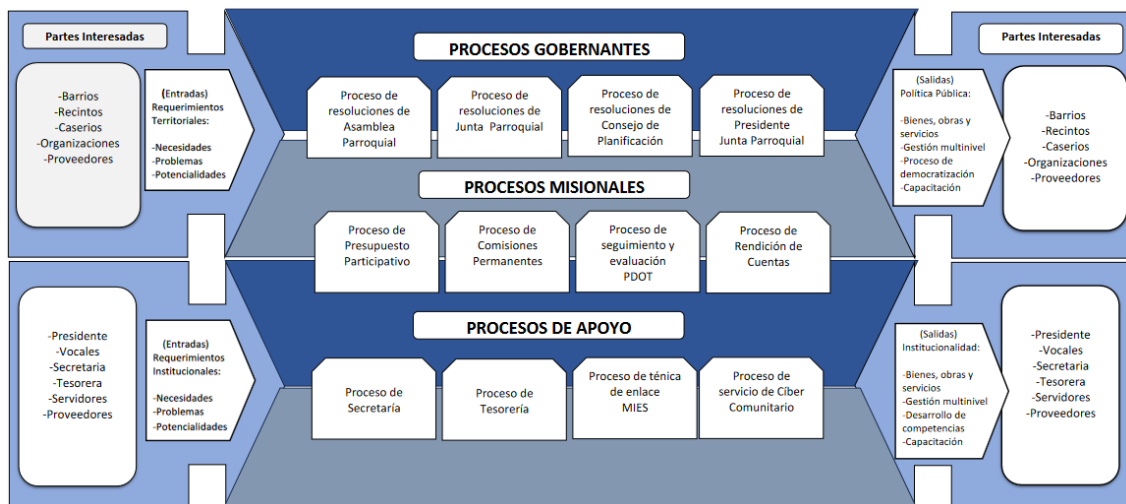 Partes Interesadas
-Barrios
-Recintos
-Caserios
-Organizaciones
-Proveedores
(Entradas)
Requerimientos
Territoriales:
-Necesidades
-Problemas
-Potencialidades
PROCESOS GOBERNANTES
Proceso de
resoluciones de
Asamblea
Parroquial
Proceso de
resoluciones de
Junta Parroquial
Proceso de
resoluciones de
Consejo de
Planificación
Proceso de
resoluciones de
Presidente
Junta Parroquial
PROCESOS MISIONALES
Proceso de
Presupuesto
Participativo
Proceso de
Comisiones
Permanentes
Proceso de
seguimiento y
evaluación
PDOT
Proceso de
Rendición de
Cuentas
(Salidas)
Política Pública:
-Bienes, obras y
servicios
-Gestión multinivel
-Proceso de
democratización
-Capacitación
Partes Interesadas
-Barrios
-Recintos
-Caserios
-Organizaciones
-Proveedores
-Presidente
-Vocales
-Secretaria
-Tesorera
-Servidores
-Proveedores
(Entradas)
Requerimientos
Institucionales:
-Necesidades
-Problemas
-Potencialidades
PROCESOS DE APOYO
Proceso de
Secretaría
Proceso de
Tesorería
Proceso de ténica
de enlace
MIES
Proceso de
servicio de Cíber
Comunitario
(Salidas)
Institucionalidad:
-Bienes, obras y
servicios
-Gestión multinivel
-Desarrollo de
competencias
-Capacitación
-Presidente
-Vocales
-Secretaria
-Tesorera
-Servidores
-Proveedores